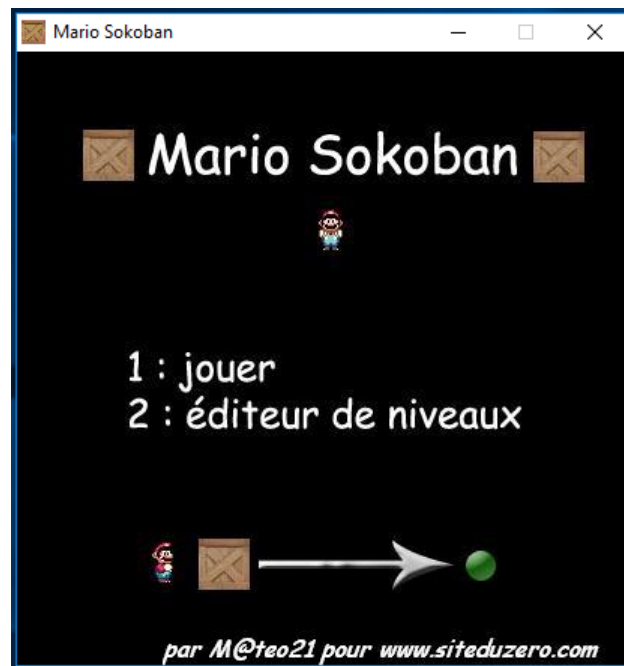 Mario Sokoban
Mario Sokoban
1 : jouer
2 : éditeur de niveaux
par M@teo21 pour www.siteduzero.com